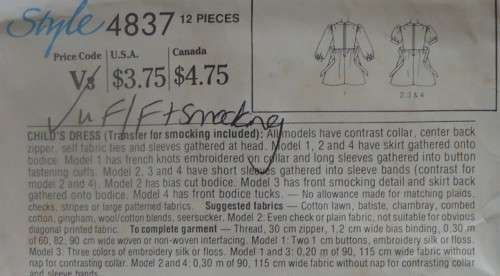 Style 4837 12 PIECES
Price Code U.S.A. Canada
Vs $3.75 $4.75
u F/F + Smocking
1 2,3 & 4
CHILD'S DRESS (Transfer for smocking included): All models have contrast collar, center back
zipper, self fabric ties and sleeves gathered at head. Model 1, 2 and 4 have skirt gathered onto
bodice. Model 1 has french knots embroidered on collar and long sleeves gathered into button
fastening cuffs. Model 2, 3 and 4 have short sleeves gathered into sleeve bands (contrast for
model 2 and 4). Model 2 has bias cut bodice. Model 3 has front smocking detail and skirt back
gathered onto bodice. Model 4 has front bodice tucks. — No allowance made for matching plaids,
checks, stripes or large patterned fabrics. Suggested fabrics — Cotton lawn, batiste, chambray, combed
cotton, gingham, wool/cotton blends, seersucker. Model 2: Even check or plain fabric, not suitable for obvious
diagonal printed fabric. To complete garment — Thread, 30 cm zipper, 1,2 cm wide bias binding, 0,30 m
of 60, 82, 90 cm wide woven or non-woven interfacing. Model 1: Two 1 cm buttons, embroidery silk or floss.
Model 3: Three colors of embroidery silk or floss. Model 1 and 3: 0,20 m of 90, 115 cm wide fabric without
nap for contrasting collar. Model 2 and 4: 0,30 m of 90, 115 cm wide fabric without nap for contrasting collar
and sleeve bands.